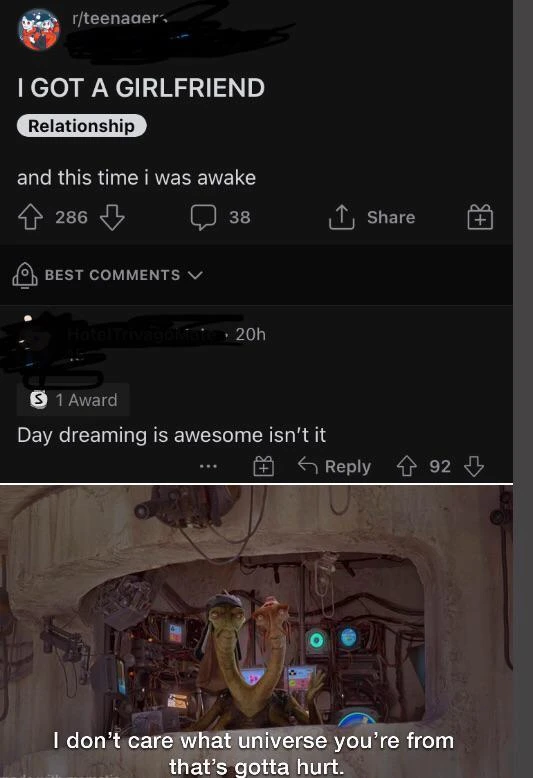 r/teenagers
I GOT A GIRLFRIEND
Relationship
and this time i was awake
286
38
Share
BEST COMMENTS
HotelTrivagoMate • 20h
1 Award
Day dreaming is awesome isn't it
Reply
92
I don't care what universe you're from
that's gotta hurt.